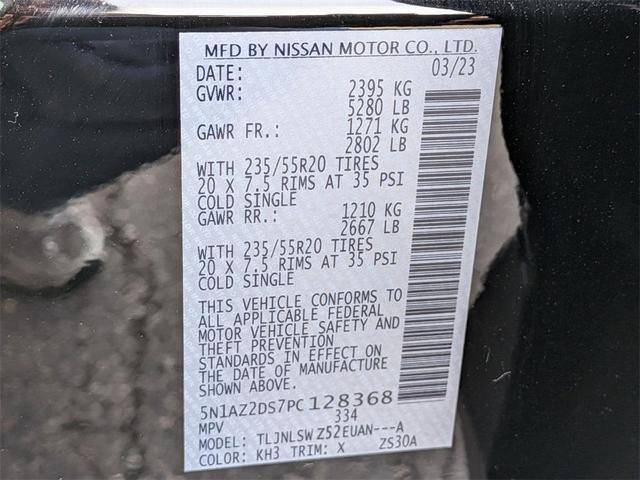 MFD BY NISSAN MOTOR CO., LTD.
DATE: 03/23
GVWR: 2395 KG
5280 LB
GAWR FR.: 1271 KG
2802 LB
WITH 235/55R20 TIRES
20 X 7.5 RIMS AT 35 PSI
COLD SINGLE
GAWR RR.: 1210 KG
2667 LB
WITH 235/55R20 TIRES
20 X 7.5 RIMS AT 35 PSI
COLD SINGLE
THIS VEHICLE CONFORMS TO
ALL APPLICABLE FEDERAL
MOTOR VEHICLE SAFETY AND
THEFT PREVENTION
STANDARDS IN EFFECT ON
THE DATE OF MANUFACTURE
SHOWN ABOVE.
5N1AZ2DS7PC128368
MPV 334
MODEL: TLJNLSWZ52EUAN---A
COLOR: KH3 TRIM: X ZS30A